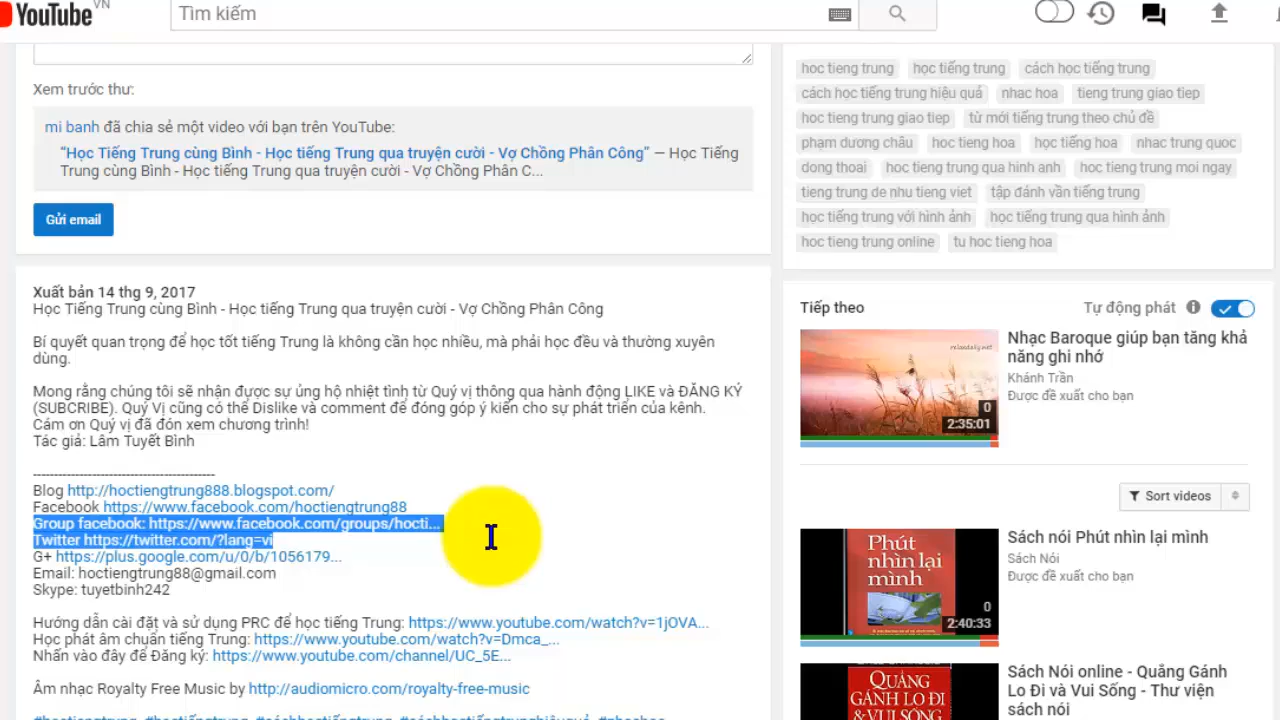 YouTube VN
Tìm kiếm
Xem trước thư:
mi banh đã chia sẻ một video với bạn trên YouTube:
“Học Tiếng Trung cùng Bình - Học tiếng Trung qua truyện cười - Vợ Chồng Phân Công” — Học Tiếng
Trung cùng Bình - Học tiếng Trung qua truyện cười - Vợ Chồng Phân C...
Gửi email
Xuất bản 14 thg 9, 2017
Học Tiếng Trung cùng Bình - Học tiếng Trung qua truyện cười - Vợ Chồng Phân Công
Bí quyết quan trọng để học tốt tiếng Trung là không cần học nhiều, mà phải học đều và thường xuyên
dùng.
Mong rằng chúng tôi sẽ nhận được sự ủng hộ nhiệt tình từ Quý vị thông qua hành động LIKE và ĐĂNG KÝ
(SUBCRIBE). Quý Vị cũng có thể Dislike và comment để đóng góp ý kiến cho sự phát triển của kênh.
Cám ơn Quý vị đã đón xem chương trình!
Tác giả: Lâm Tuyết Bình
-------------------------------------------
Blog http://hoctiengtrung888.blogspot.com/
Facebook https://www.facebook.com/hoctiengtrung88
Group facebook: https://www.facebook.com/groups/hocti...
Twitter https://twitter.com/?lang=vi
G+ https://plus.google.com/u/0/b/1056179...
Email: hoctiengtrung88@gmail.com
Skype: tuyetbinh242
Hướng dẫn cài đặt và sử dụng PRC để học tiếng Trung: https://www.youtube.com/watch?v=1jOVA...
Học phát âm chuẩn tiếng Trung: https://www.youtube.com/watch?v=Dmca_...
Nhấn vào đây để Đăng ký: https://www.youtube.com/channel/UC_5E...
Âm nhạc Royalty Free Music by http://audiomicro.com/royalty-free-music
hoc tieng trung học tiếng trung cách học tiếng trung
cách học tiếng trung hiệu quả nhac hoa tieng trung giao tiep
hoc tieng trung giao tiep từ mới tiếng trung theo chủ đề
phạm dương châu hoc tieng hoa học tiếng hoa nhac trung quoc
dong thoai hoc tieng trung qua hinh anh hoc tieng trung moi ngay
tieng trung de nhu tieng viet tập đánh vần tiếng trung
học tiếng trung với hình ảnh học tiếng trung qua hình ảnh
hoc tieng trung online tu hoc tieng hoa
Tiếp theo
Tự động phát
Nhạc Baroque giúp bạn tăng khả
năng ghi nhớ
Khánh Trần
Được đề xuất cho bạn
reloadaily.net
0
2:35:01
Sort videos
Sách nói Phút nhìn lại mình
Sách Nói
Được đề xuất cho bạn
Phút
nhìn lại
mình
0
2:40:33
Sách Nói online - Quẳng Gánh
Lo Đi và Vui Sống - Thư viện
sách nói
QUẲNG
GÁNH LO ĐI
& VUI SỐNG